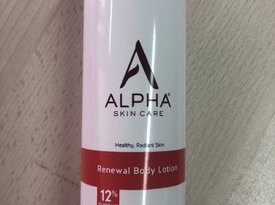 ALPHA®
SKIN CARE
Healthy, Radiant Skin
Renewal Body Lotion
12%